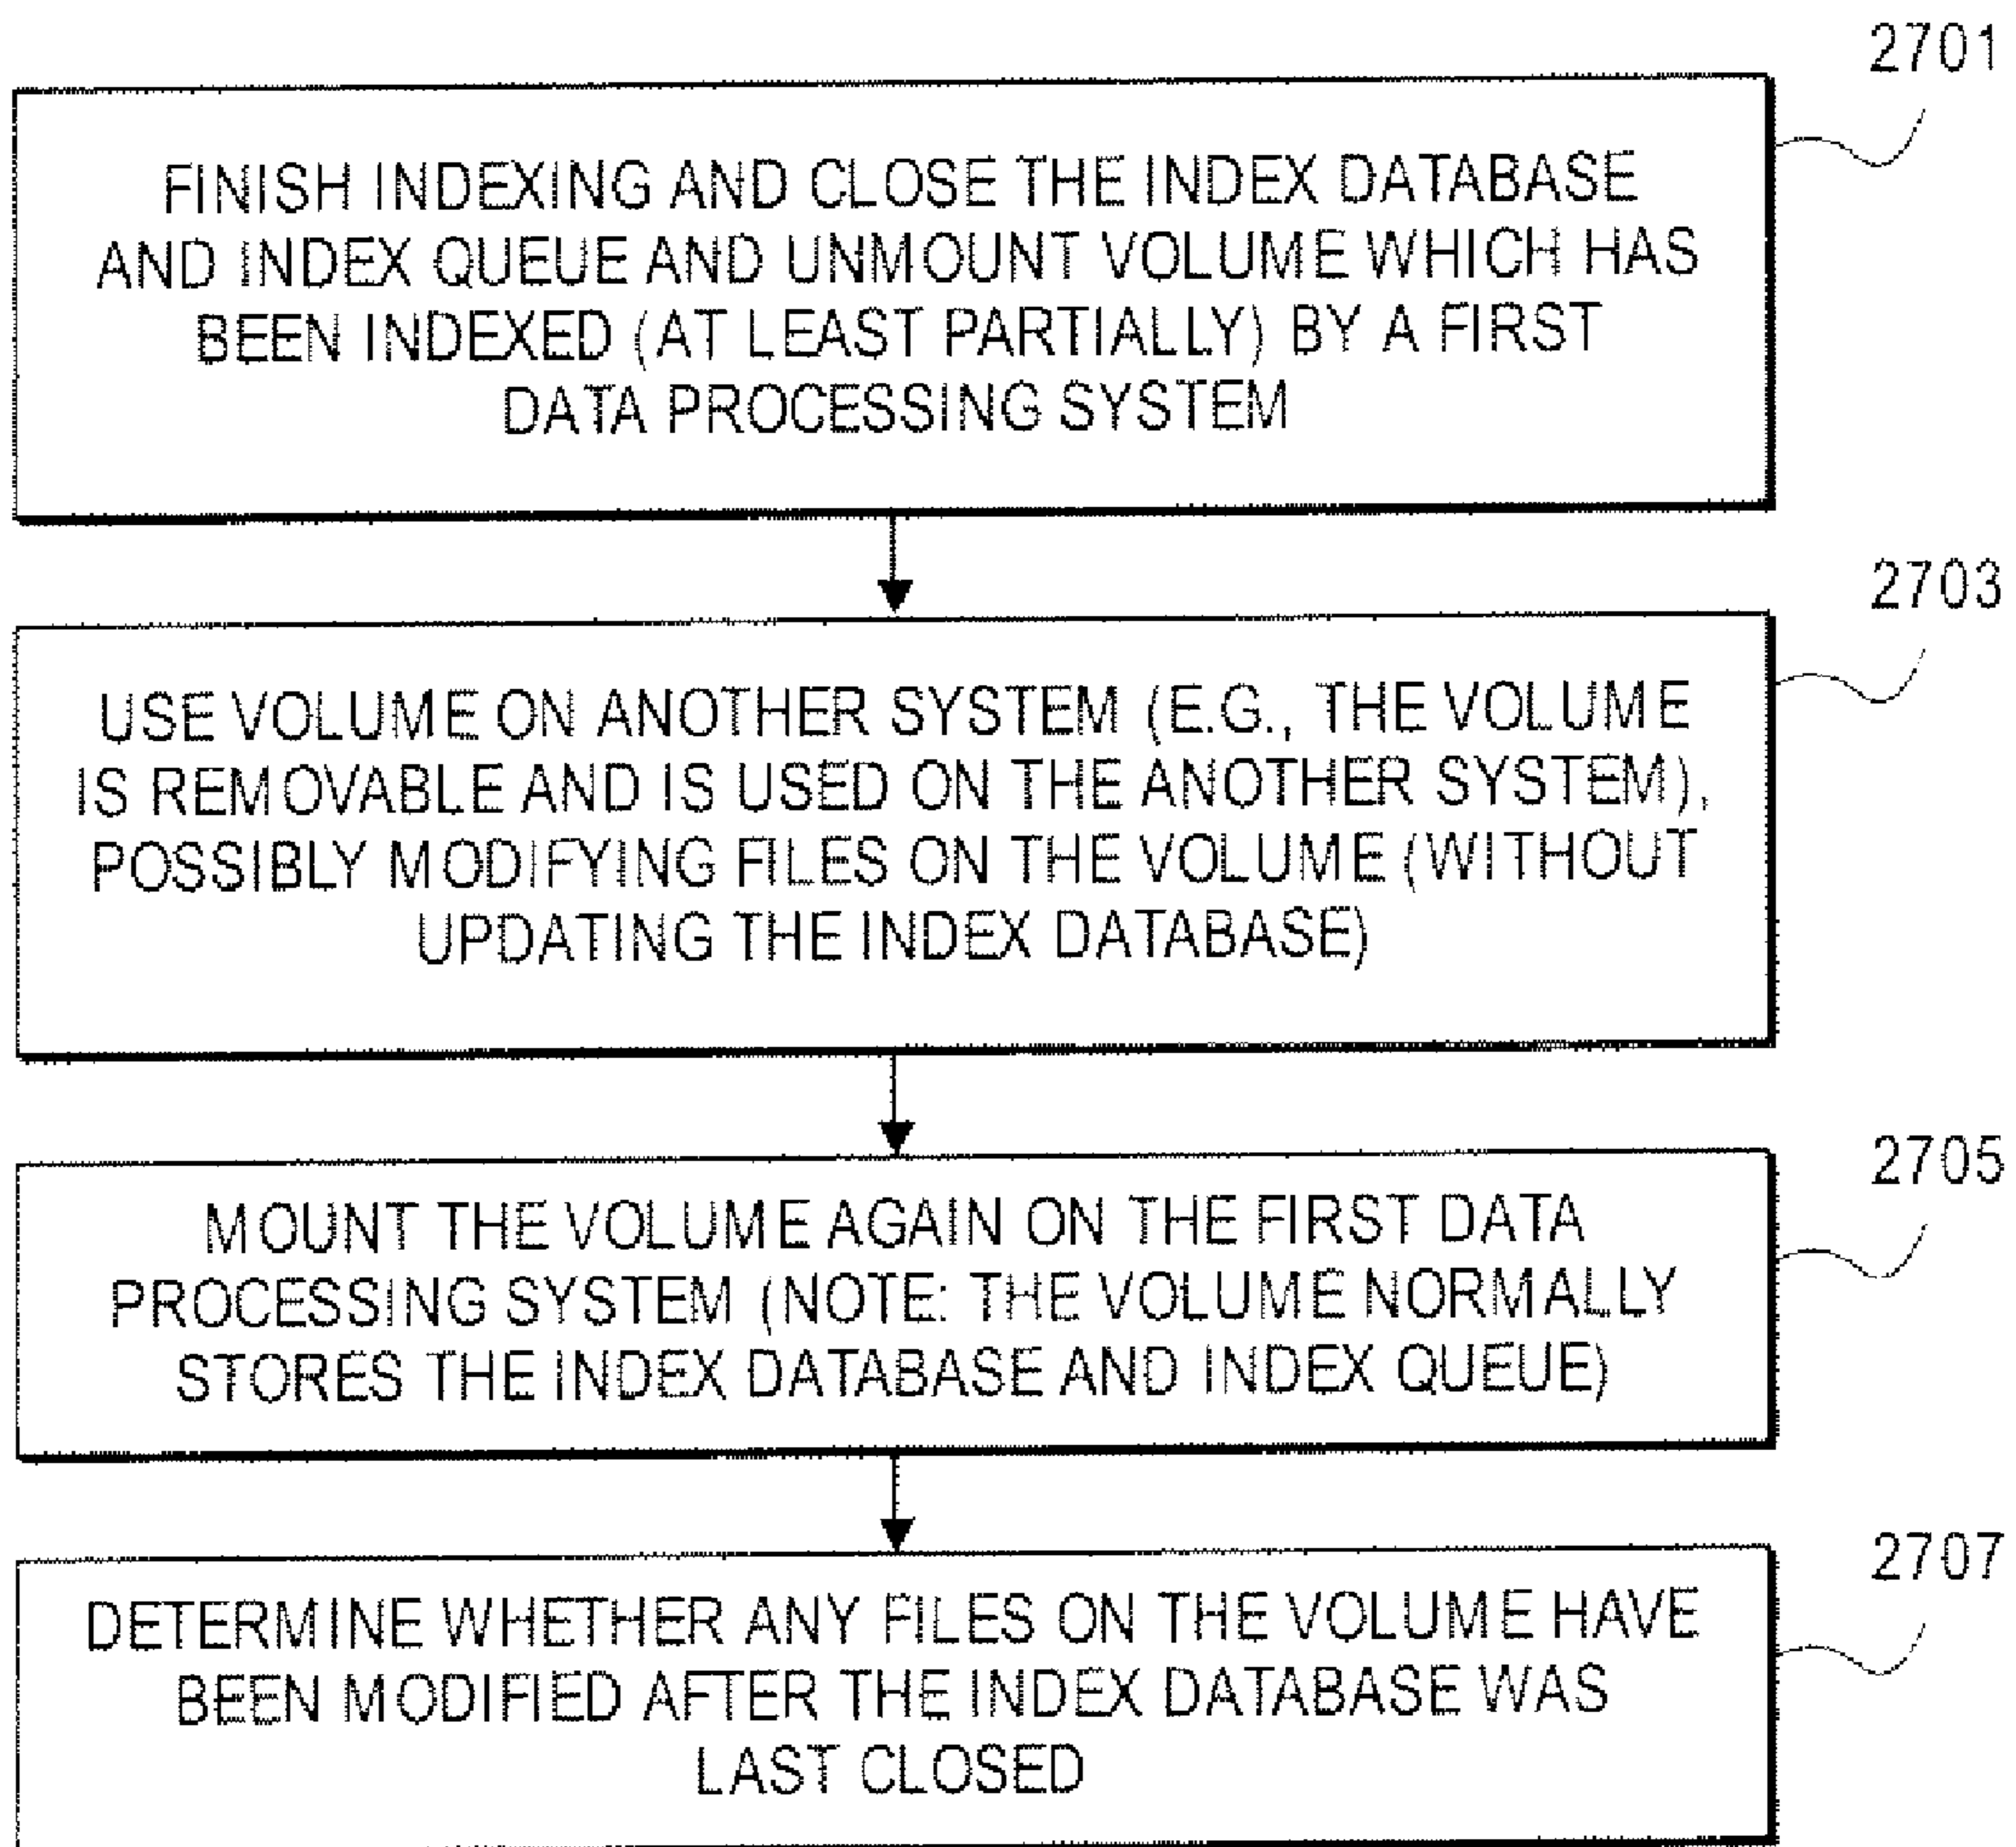 2701
FINISH INDEXING AND CLOSE THE INDEX DATABASE
AND INDEX QUEUE AND UNMOUNT VOLUME WHICH HAS
BEEN INDEXED (AT LEAST PARTIALLY) BY A FIRST
DATA PROCESSING SYSTEM
2703
USE VOLUME ON ANOTHER SYSTEM (E.G., THE VOLUME
IS REMOVABLE AND IS USED ON THE ANOTHER SYSTEM),
POSSIBLY MODIFYING FILES ON THE VOLUME (WITHOUT
UPDATING THE INDEX DATABASE)
2705
MOUNT THE VOLUME AGAIN ON THE FIRST DATA
PROCESSING SYSTEM (NOTE: THE VOLUME NORMALLY
STORES THE INDEX DATABASE AND INDEX QUEUE)
2707
DETERMINE WHETHER ANY FILES ON THE VOLUME HAVE
BEEN MODIFIED AFTER THE INDEX DATABASE WAS
LAST CLOSED